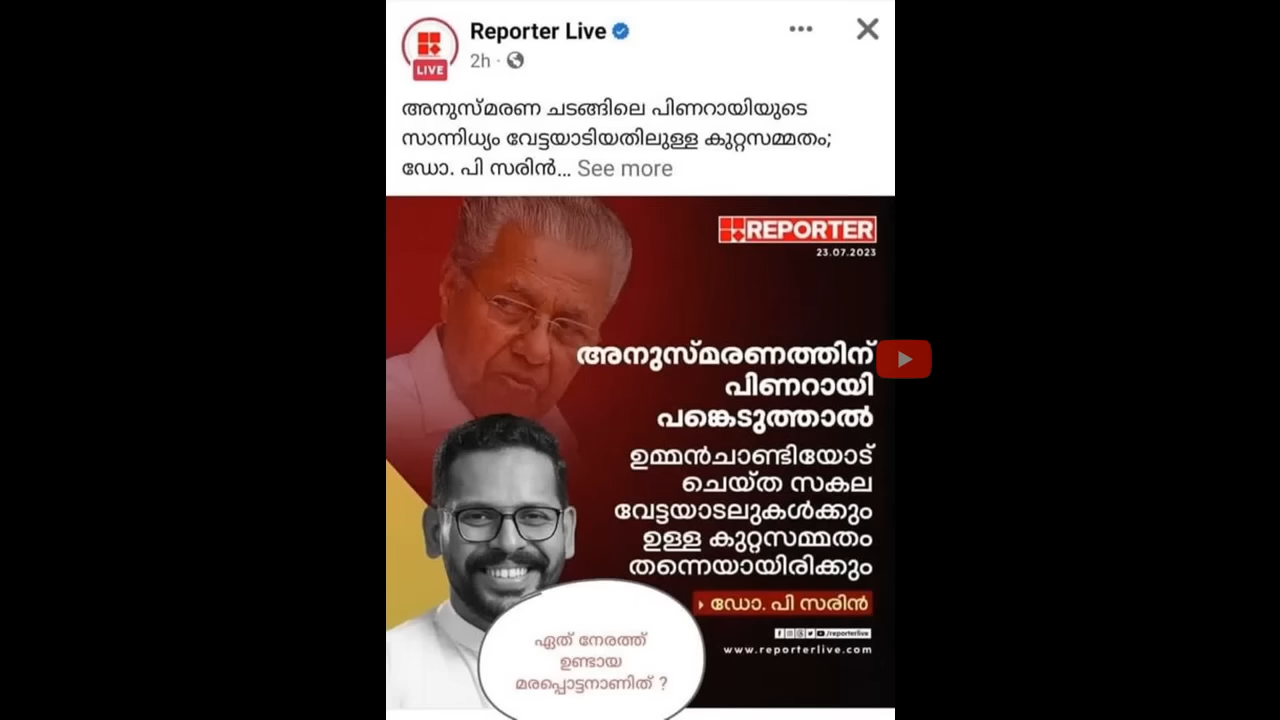 Reporter Live
2h ·
LIVE
അനുസ്മരണ ചടങ്ങിലെ പിണറായിയുടെ
സാന്നിധ്യം വേട്ടയാടിയതിലുള്ള കുറ്റസമ്മതം;
ഡോ. പി സരിൻ... See more
REPORTER
23.07.2023
അനുസ്മരണത്തിന്
പിണറായി
പങ്കെടുത്താൽ
ഉമ്മൻചാണ്ടിയോട്
ചെയ്ത സകല
വേട്ടയാടലുകൾക്കും
ഉള്ള കുറ്റസമ്മതം
തന്നെയായിരിക്കും
ഡോ. പി സരിൻ
/reporterlive
www.reporterlive.com
ഏത് നേരത്ത്
ഉണ്ടായ
മരപ്പൊട്ടനാണിത് ?